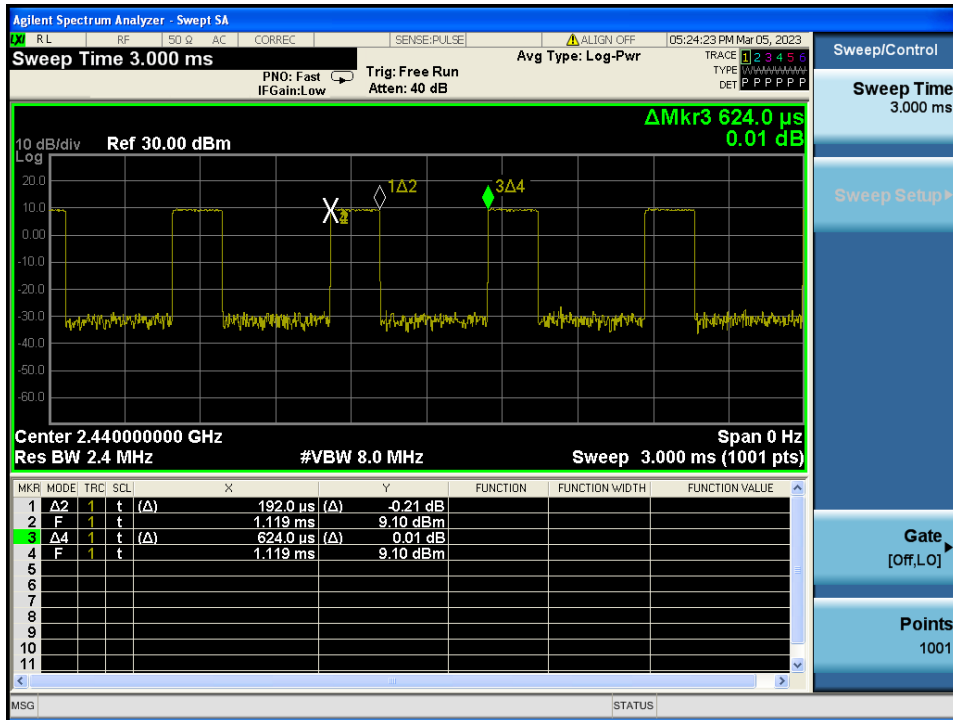 Agilent Spectrum Analyzer - Swept SA
LXI RL RF 50 Ω AC CORREC SENSE:PULSE ALIGN OFF 05:24:23 PM Mar 05, 2023
Sweep Time 3.000 ms
PNO: Fast
IFGain:Low
Trig: Free Run
Atten: 40 dB
Avg Type: Log-Pwr
TRACE 1 2 3 4 5 6
TYPE
DET P P P P P P
ΔMkr3 624.0 µs
0.01 dB
10 dB/div Ref 30.00 dBm
Log
20.0
10.0
0.00
-10.0
-20.0
-30.0
-40.0
-50.0
-60.0
1Δ2
3Δ4
Center 2.440000000 GHz Span 0 Hz
Res BW 2.4 MHz #VBW 8.0 MHz Sweep 3.000 ms (1001 pts)
MKR MODE TRC SCL X Y FUNCTION FUNCTION WIDTH FUNCTION VALUE
1 Δ2 1 t (Δ) 192.0 µs (Δ) -0.21 dB
2 F 1 t 1.119 ms 9.10 dBm
3 Δ4 1 t (Δ) 624.0 µs (Δ) 0.01 dB
4 F 1 t 1.119 ms 9.10 dBm
5
6
7
8
9
10
11
MSG STATUS
Sweep/Control
Sweep Time
3.000 ms
Sweep Setup
Gate
[Off,LO]
Points
1001